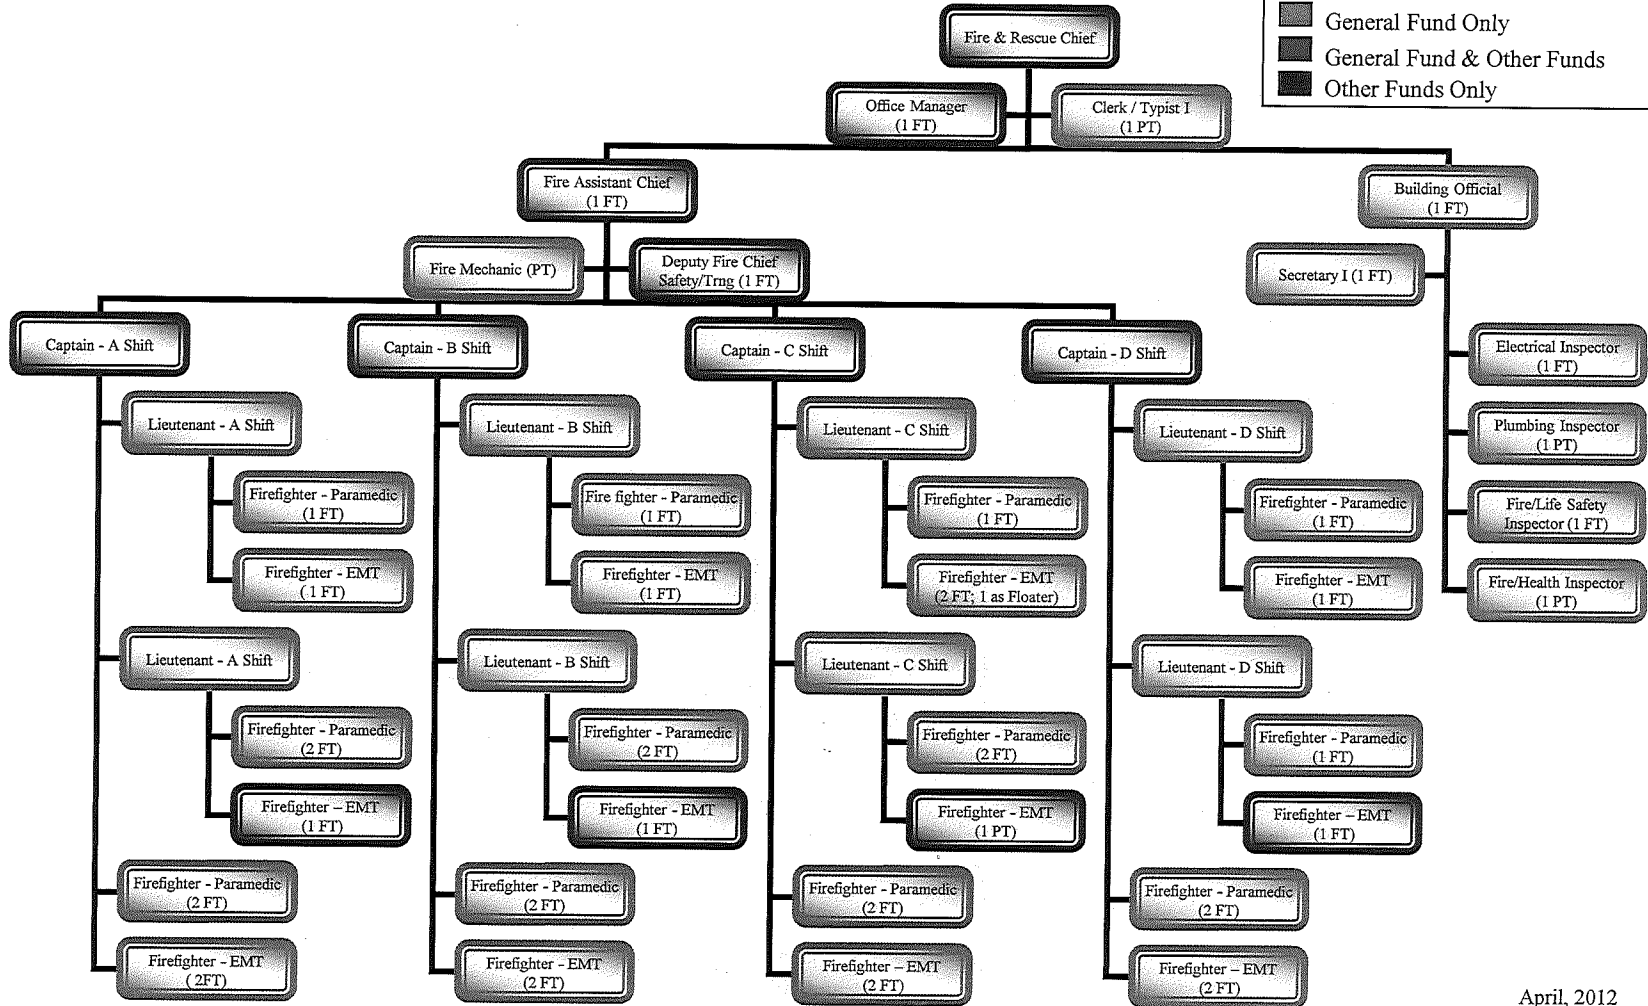 General Fund Only
General Fund & Other Funds
Other Funds Only
Fire & Rescue Chief
Office Manager
(1 FT)
Clerk / Typist I
(1 PT)
Fire Assistant Chief
(1 FT)
Building Official
(1 FT)
Fire Mechanic (PT)
Deputy Fire Chief
Safety/Trng (1 FT)
Secretary I (1 FT)
Captain - A Shift
Captain - B Shift
Captain - C Shift
Captain - D Shift
Electrical Inspector
(1 FT)
Plumbing Inspector
(1 PT)
Fire/Life Safety
Inspector (1 FT)
Fire/Health Inspector
(1 PT)
Lieutenant - A Shift
Firefighter - Paramedic
(1 FT)
Firefighter - EMT
( 1 FT)
Lieutenant - A Shift
Firefighter - Paramedic
(2 FT)
Firefighter – EMT
(1 FT)
Firefighter - Paramedic
(2 FT)
Firefighter - EMT
( 2FT)
Lieutenant - B Shift
Fire fighter - Paramedic
(1 FT)
Firefighter - EMT
(1 FT)
Lieutenant - B Shift
Firefighter - Paramedic
(2 FT)
Firefighter - EMT
(1 FT)
Firefighter - Paramedic
(2 FT)
Firefighter - EMT
(2 FT)
Lieutenant - C Shift
Firefighter - Paramedic
(1 FT)
Firefighter - EMT
(2 FT; 1 as Floater)
Lieutenant - C Shift
Firefighter - Paramedic
(2 FT)
Firefighter - EMT
(1 PT)
Firefighter - Paramedic
(2 FT)
Firefighter – EMT
(2 FT)
Lieutenant - D Shift
Firefighter - Paramedic
(1 FT)
Firefighter - EMT
(1 FT)
Lieutenant - D Shift
Firefighter - Paramedic
(1 FT)
Firefighter – EMT
(1 FT)
Firefighter - Paramedic
(2 FT)
Firefighter – EMT
(2 FT)
April, 2012